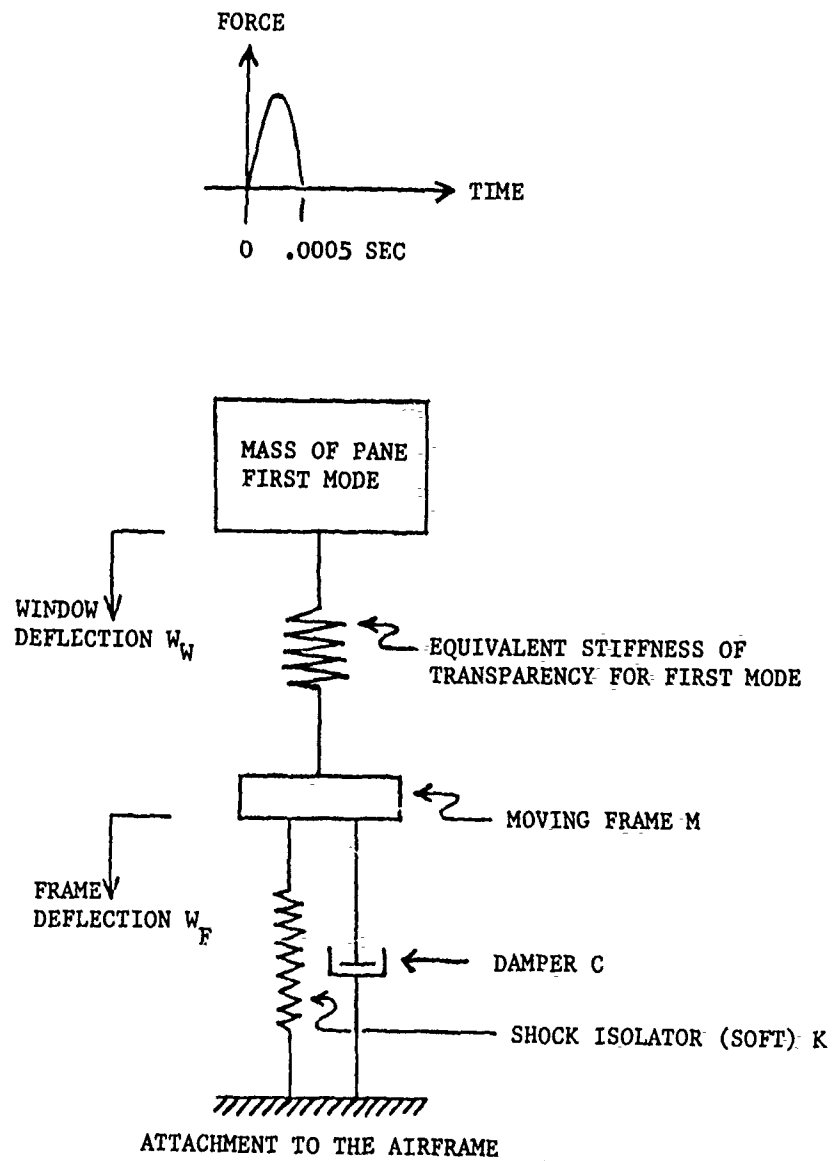 FORCE
TIME
0 .0005 SEC
MASS OF PANE
FIRST MODE
WINDOW
DEFLECTION W_W
EQUIVALENT STIFFNESS OF
TRANSPARENCY FOR FIRST MODE
MOVING FRAME M
FRAME
DEFLECTION W_F
DAMPER C
SHOCK ISOLATOR (SOFT) K
ATTACHMENT TO THE AIRFRAME